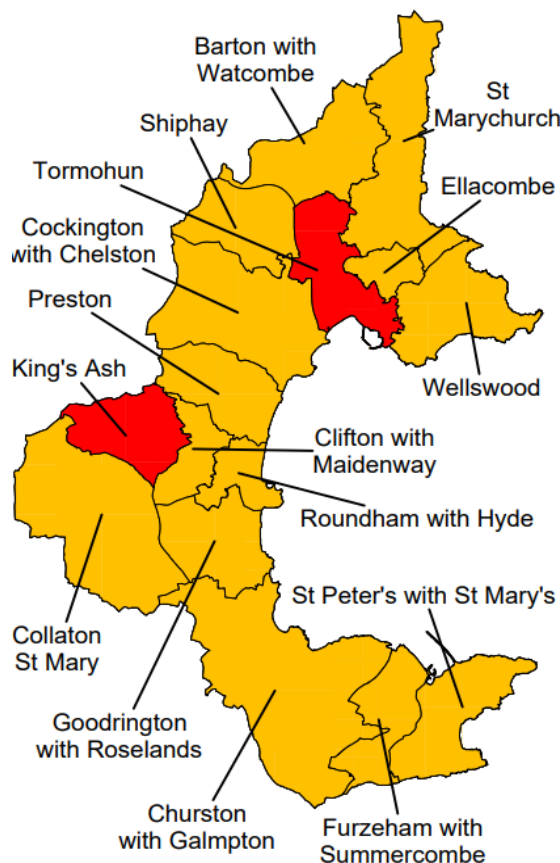 Barton with
Watcombe
St
Marychurch
Shiphay
Tormohun
Ellacombe
Cockington
with Chelston
Preston
King's Ash
Wellswood
Clifton with
Maidenway
Roundham with Hyde
St Peter's with St Mary's
Collaton
St Mary
Goodrington
with Roselands
Churston
with Galmpton
Furzeham with
Summercombe